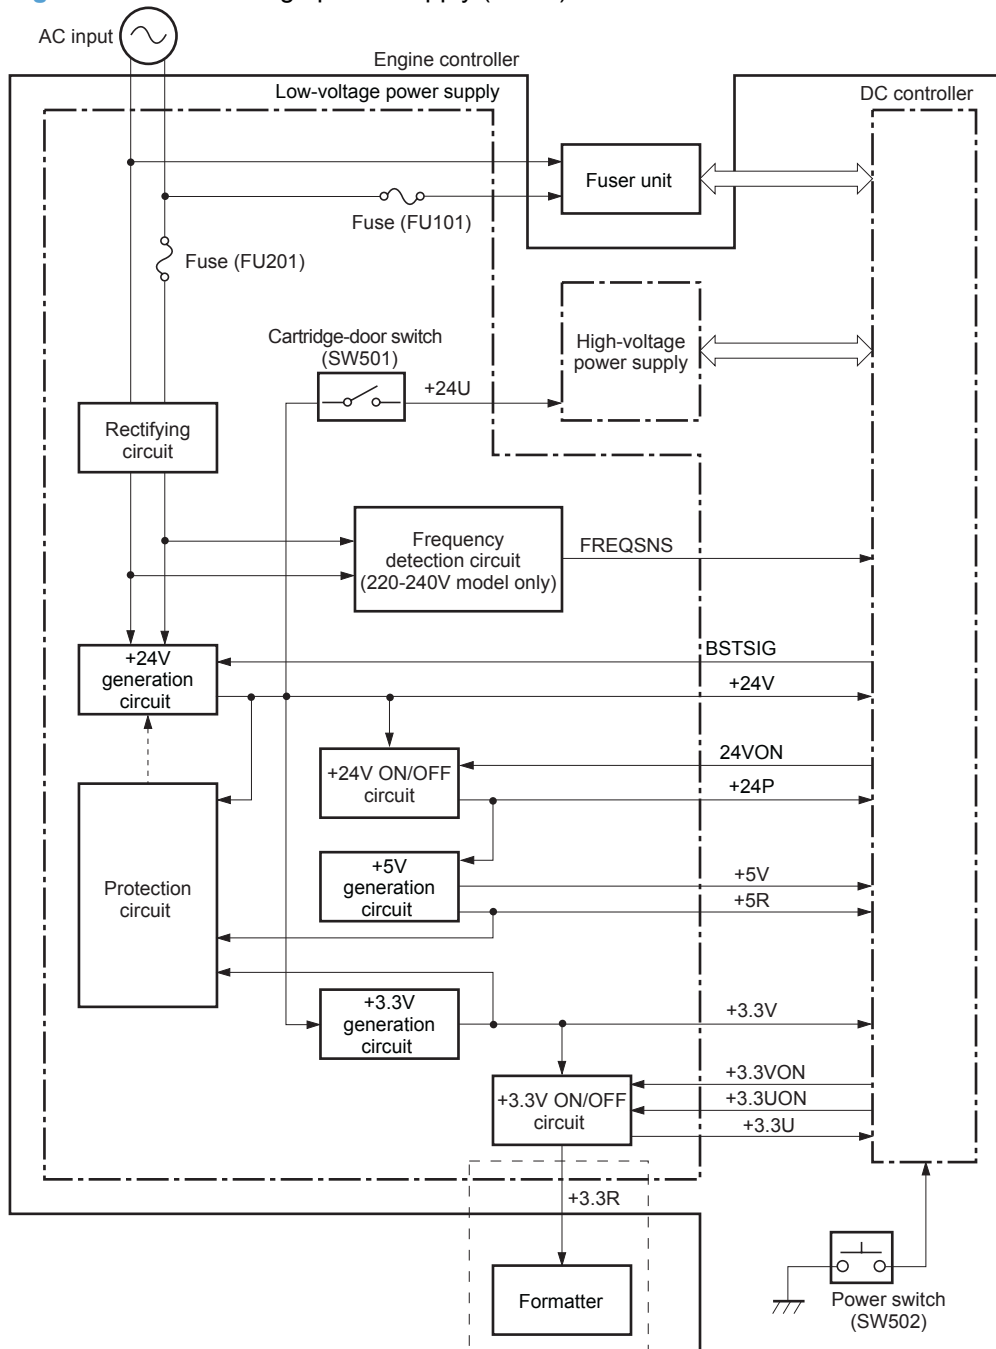 AC input
Engine controller
Low-voltage power supply
DC controller
Fuser unit
Fuse (FU101)
Fuse (FU201)
Cartridge-door switch
(SW501)
+24U
High-voltage
power supply
Rectifying
circuit
Frequency
detection circuit
(220-240V model only)
FREQSNS
+24V
generation
circuit
BSTSIG
+24V
+24V ON/OFF
circuit
24VON
+24P
Protection
circuit
+5V
generation
circuit
+5V
+5R
+3.3V
generation
circuit
+3.3V
+3.3V ON/OFF
circuit
+3.3VON
+3.3UON
+3.3U
+3.3R
Formatter
Power switch
(SW502)